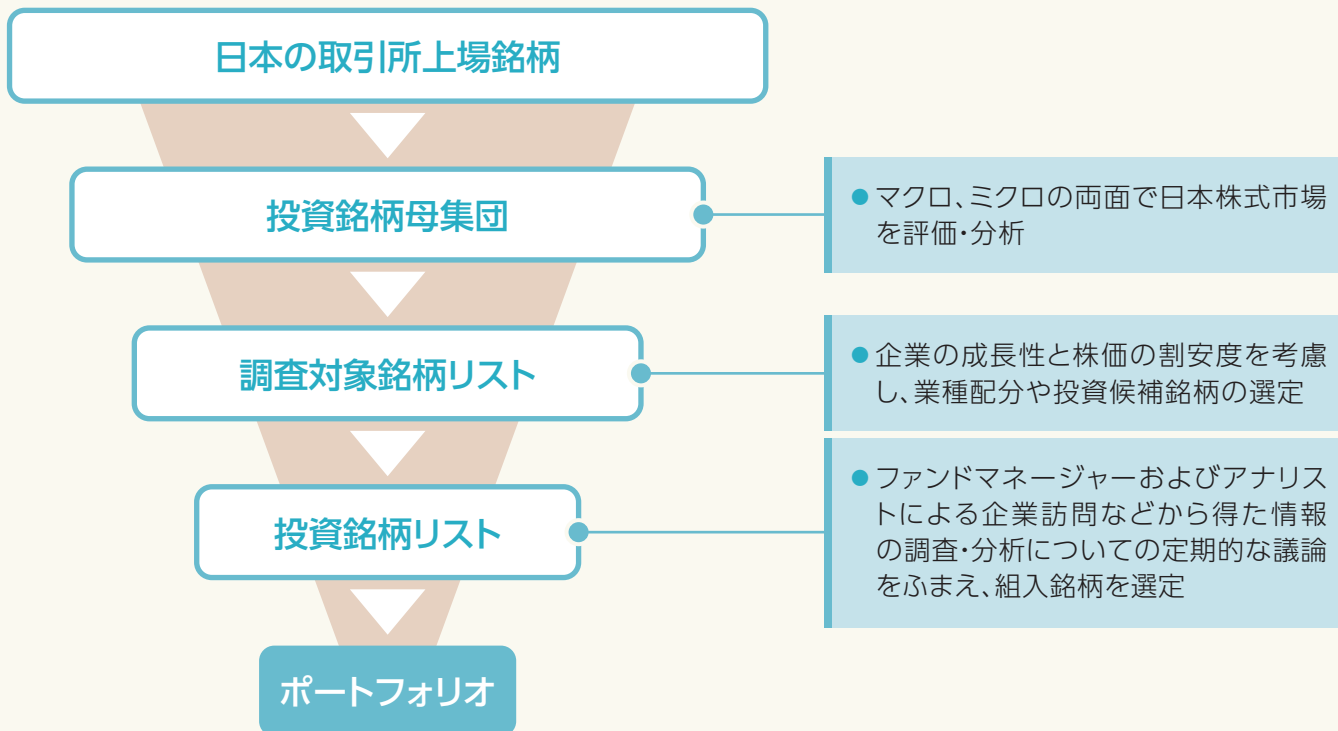 日本の取引所上場銘柄
投資銘柄母集団
●マクロ、ミクロの両面で日本株式市場
を評価・分析
調査対象銘柄リスト
●企業の成長性と株価の割安度を考慮
し、業種配分や投資候補銘柄の選定
投資銘柄リスト
●ファンドマネージャーおよびアナリス
トによる企業訪問などから得た情報
の調査・分析についての定期的な議論
をふまえ、組入銘柄を選定
ポートフォリオ